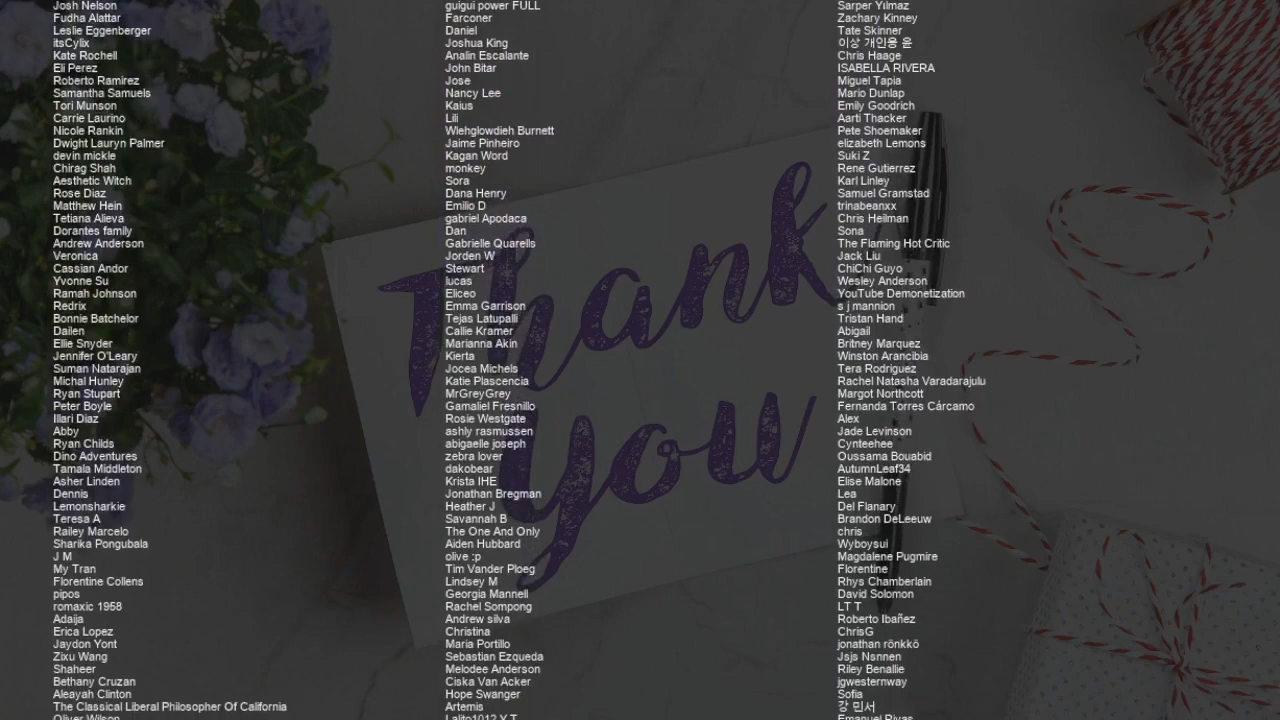 Josh Nelson
Fudha Alattar
Leslie Eggenberger
itsCylix
Kate Rochell
Eli Perez
Roberto Ramirez
Samantha Samuels
Tori Munson
Carrie Laurino
Nicole Rankin
Dwight Lauryn Palmer
devin mickle
Chirag Shah
Aesthetic Witch
Rose Diaz
Matthew Hein
Tetiana Alieva
Dorantes family
Andrew Anderson
Veronica
Cassian Andor
Yvonne Su
Ramah Johnson
Redrix
Bonnie Batchelor
Dailen
Ellie Snyder
Jennifer O'Leary
Suman Natarajan
Michal Hunley
Ryan Stupart
Peter Boyle
Illari Diaz
Abby
Ryan Childs
Dino Adventures
Tamala Middleton
Asher Linden
Dennis
Lemonsharkie
Teresa A
Railey Marcelo
Sharika Pongubala
J M
My Tran
Florentine Collens
pipos
romaxic 1958
Adaija
Erica Lopez
Jaydon Yont
Zixu Wang
Shaheer
Bethany Cruzan
Aleayah Clinton
The Classical Liberal Philosopher Of California
Oliver Wilson
guigui power FULL
Farconer
Daniel
Joshua King
Analin Escalante
John Bitar
Jose
Nancy Lee
Kaius
Lili
Wlehglowdieh Burnett
Jaime Pinheiro
Kagan Word
monkey
Sora
Dana Henry
Emilio D
gabriel Apodaca
Dan
Gabrielle Quarells
Jorden W
Stewart
lucas
Eliceo
Emma Garrison
Tejas Latupalli
Callie Kramer
Marianna Akin
Kierta
Jocea Michels
Katie Plascencia
MrGreyGrey
Gamaliel Fresnillo
Rosie Westgate
ashly rasmussen
abigaelle joseph
zebra lover
dakobear
Krista IHE
Jonathan Bregman
Heather J
Savannah B
The One And Only
Aiden Hubbard
olive :p
Tim Vander Ploeg
Lindsey M
Georgia Mannell
Rachel Sompong
Andrew silva
Christina
Maria Portillo
Sebastian Ezqueda
Melodee Anderson
Ciska Van Acker
Hope Swanger
Artemis
Lalito1012 Y.T
Sarper Yılmaz
Zachary Kinney
Tate Skinner
이상 개인용 윤
Chris Haage
ISABELLA RIVERA
Miguel Tapia
Mario Dunlap
Emily Goodrich
Aarti Thacker
Pete Shoemaker
elizabeth Lemons
Suki Z
Rene Gutierrez
Karl Linley
Samuel Gramstad
trinabeanxx
Chris Heilman
Sona
The Flaming Hot Critic
Jack Liu
ChiChi Guyo
Wesley Anderson
YouTube Demonetization
s j mannion
Tristan Hand
Abigail
Britney Marquez
Winston Arancibia
Tera Rodriguez
Rachel Natasha Varadarajulu
Margot Northcott
Fernanda Torres Cárcamo
Alex
Jade Levinson
Cynteehee
Oussama Bouabid
AutumnLeaf34
Elise Malone
Lea
Del Flanary
Brandon DeLeeuw
chris
Wyboysui
Magdalene Pugmire
Florentine
Rhys Chamberlain
David Solomon
LT T
Roberto Ibañez
ChrisG
jonathan rönkkö
Jsjs Nsnnen
Riley Benallie
jgwesternway
Sofia
강 민서
Emanuel Rivas
Thank
you